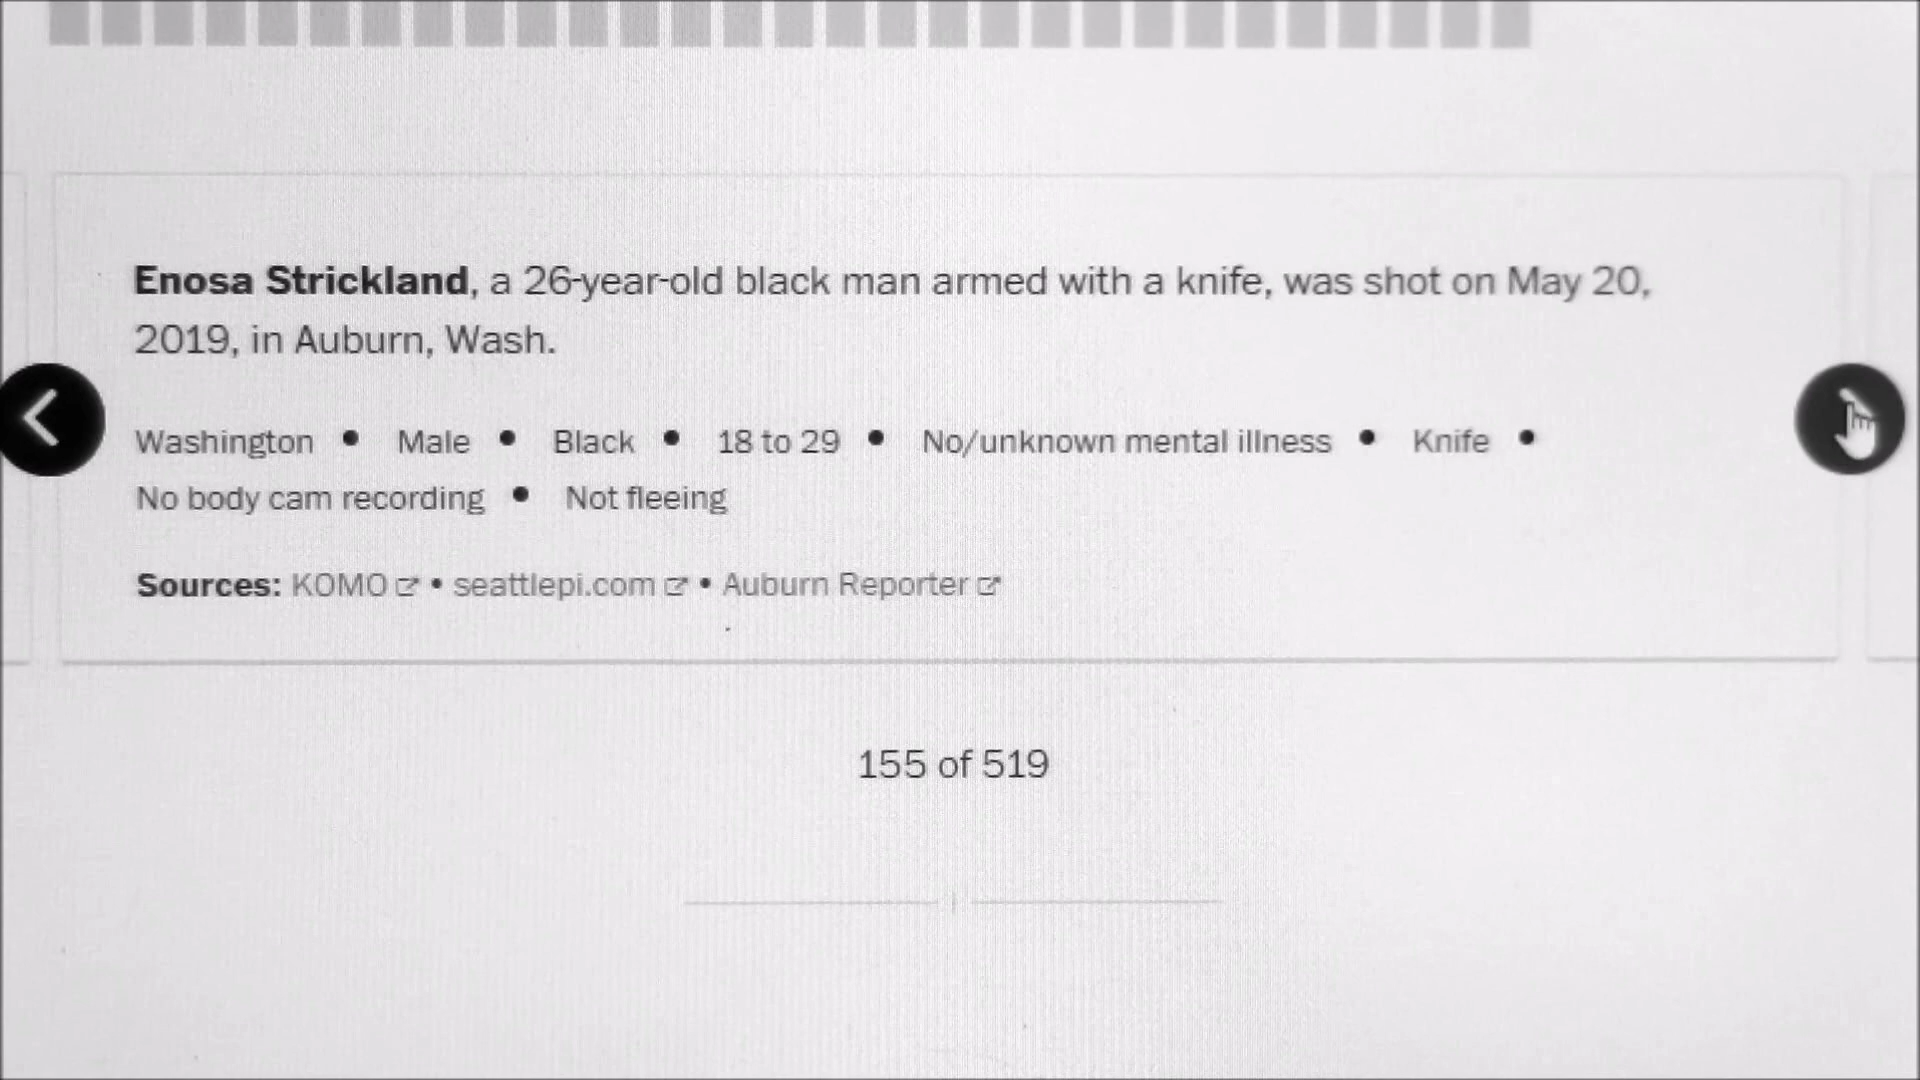 Enosa Strickland, a 26-year-old black man armed with a knife, was shot on May 20,
2019, in Auburn, Wash.
Washington • Male • Black • 18 to 29 • No/unknown mental illness • Knife •
No body cam recording • Not fleeing
Sources: KOMO • seattlepi.com • Auburn Reporter
155 of 519